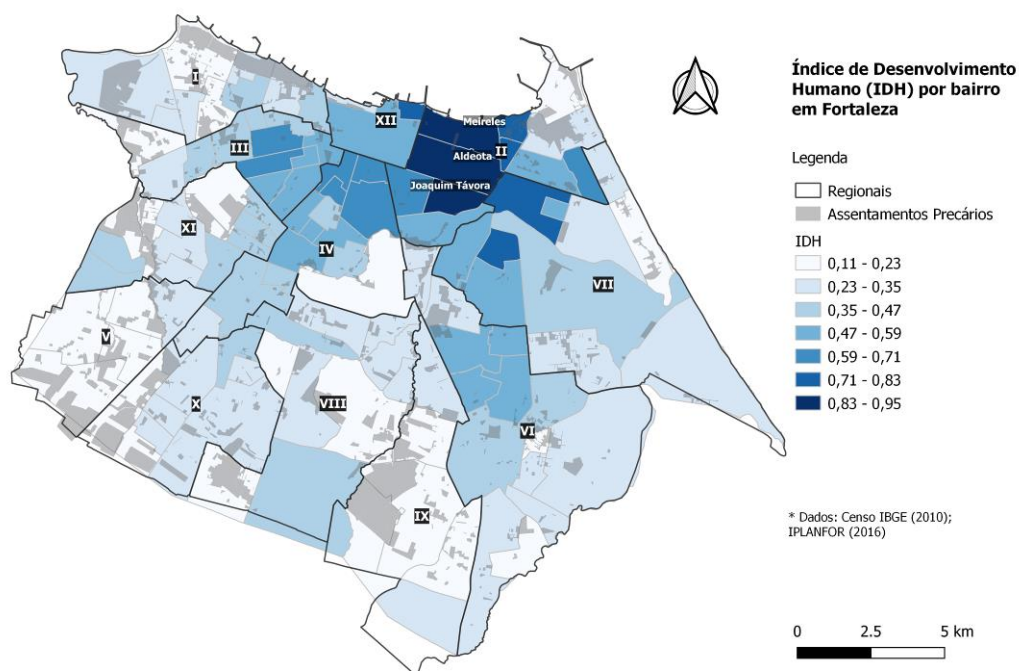 Índice de Desenvolvimento
Humano (IDH) por bairro
em Fortaleza
Legenda
Regionais
Assentamentos Precários
IDH
0,11 - 0,23
0,23 - 0,35
0,35 - 0,47
0,47 - 0,59
0,59 - 0,71
0,71 - 0,83
0,83 - 0,95
* Dados: Censo IBGE (2010);
IPLANFOR (2016)
0 2.5 5 km
I
XII
Meireles
III
II
Aldeota
Joaquim Távora
XI
IV
VII
V
X
VIII
VI
IX